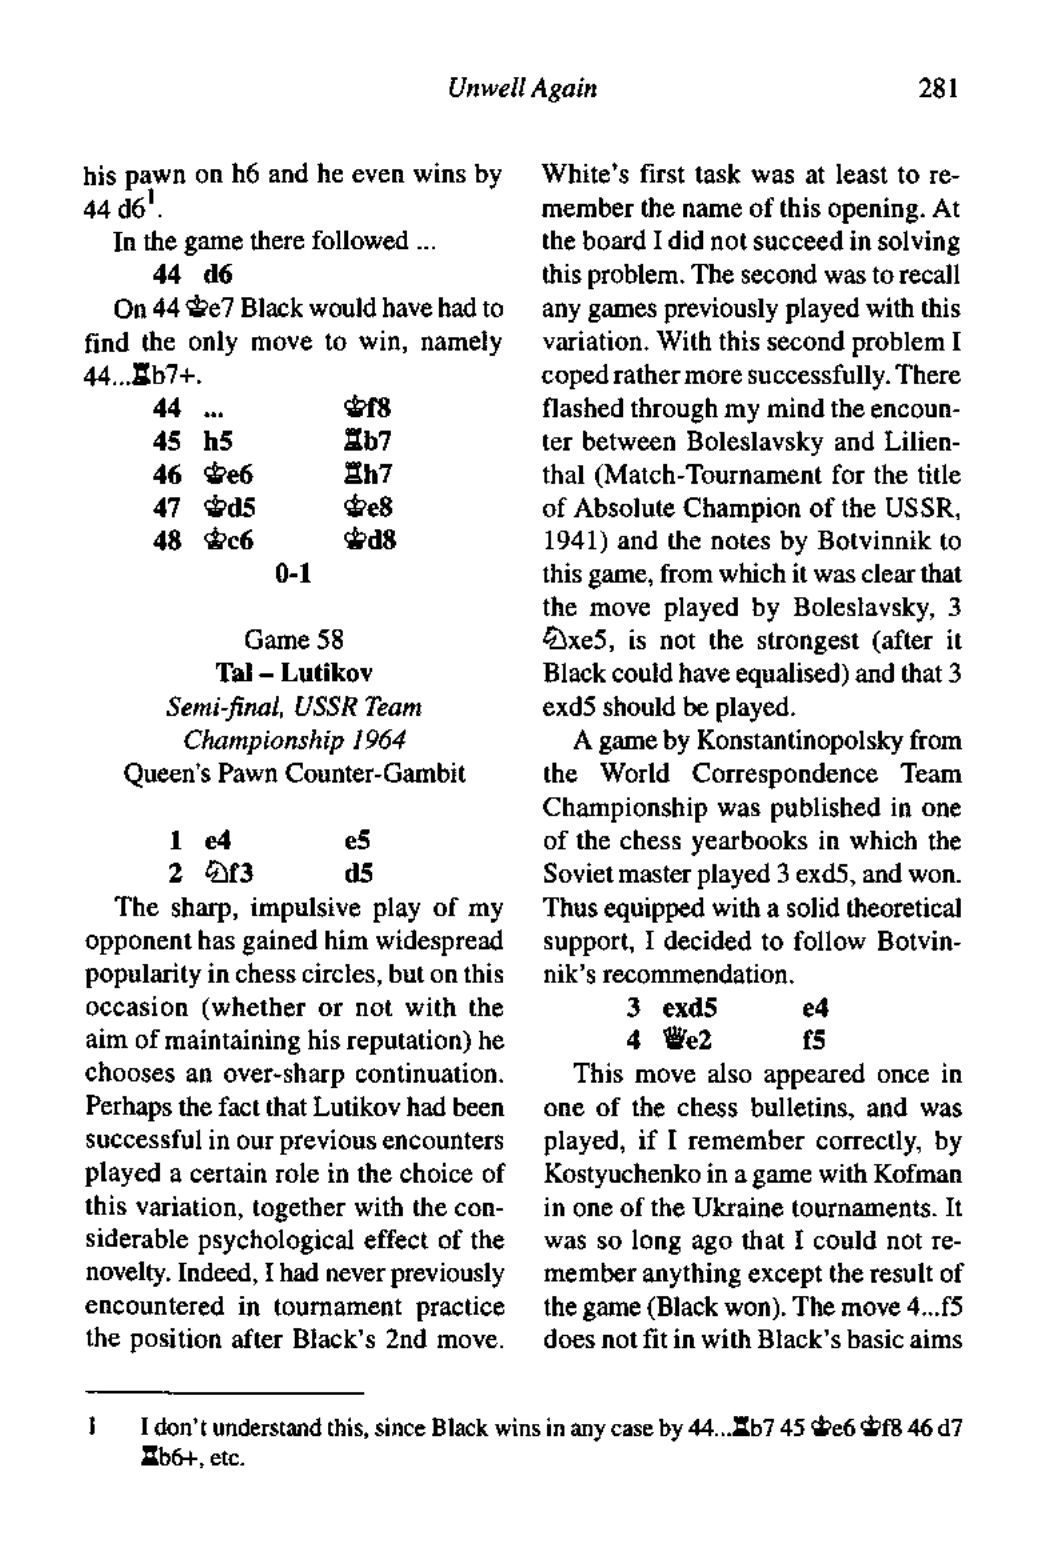 Unwell Again 281
his pawn on h6 and he even wins by
44 d6¹.
In the game there followed ...
44 d6
On 44 ♔e7 Black would have had to
find the only move to win, namely
44...♖b7+.
44 ... ♔f8
45 h5 ♖b7
46 ♔e6 ♖h7
47 ♔d5 ♔e8
48 ♔c6 ♔d8
0-1
Game 58
Tal – Lutikov
Semi-final, USSR Team
Championship 1964
Queen's Pawn Counter-Gambit
1 e4 e5
2 ♘f3 d5
The sharp, impulsive play of my
opponent has gained him widespread
popularity in chess circles, but on this
occasion (whether or not with the
aim of maintaining his reputation) he
chooses an over-sharp continuation.
Perhaps the fact that Lutikov had been
successful in our previous encounters
played a certain role in the choice of
this variation, together with the con-
siderable psychological effect of the
novelty. Indeed, I had never previously
encountered in tournament practice
the position after Black's 2nd move.
White's first task was at least to re-
member the name of this opening. At
the board I did not succeed in solving
this problem. The second was to recall
any games previously played with this
variation. With this second problem I
coped rather more successfully. There
flashed through my mind the encoun-
ter between Boleslavsky and Lilien-
thal (Match-Tournament for the title
of Absolute Champion of the USSR,
1941) and the notes by Botvinnik to
this game, from which it was clear that
the move played by Boleslavsky, 3
♘xe5, is not the strongest (after it
Black could have equalised) and that 3
exd5 should be played.
A game by Konstantinopolsky from
the World Correspondence Team
Championship was published in one
of the chess yearbooks in which the
Soviet master played 3 exd5, and won.
Thus equipped with a solid theoretical
support, I decided to follow Botvin-
nik's recommendation.
3 exd5 e4
4 ♕e2 f5
This move also appeared once in
one of the chess bulletins, and was
played, if I remember correctly, by
Kostyuchenko in a game with Kofman
in one of the Ukraine tournaments. It
was so long ago that I could not re-
member anything except the result of
the game (Black won). The move 4...f5
does not fit in with Black's basic aims
1 I don't understand this, since Black wins in any case by 44...♖b7 45 ♔e6 ♔f8 46 d7
♖b6+, etc.